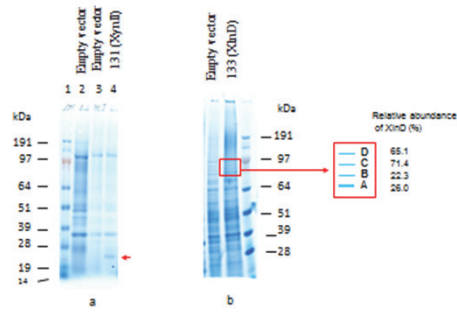 Empty vector
Empty vector
131 (XynII)
1 2 3 4
kDa
191
97
64
51
39
28
19
14
a
Empty vector
133 (XlnD)
kDa
191
97
64
51
39
28
b
Relative abundance
of XlnD (%)
D 65.1
C 71.4
B 22.3
A 26.0